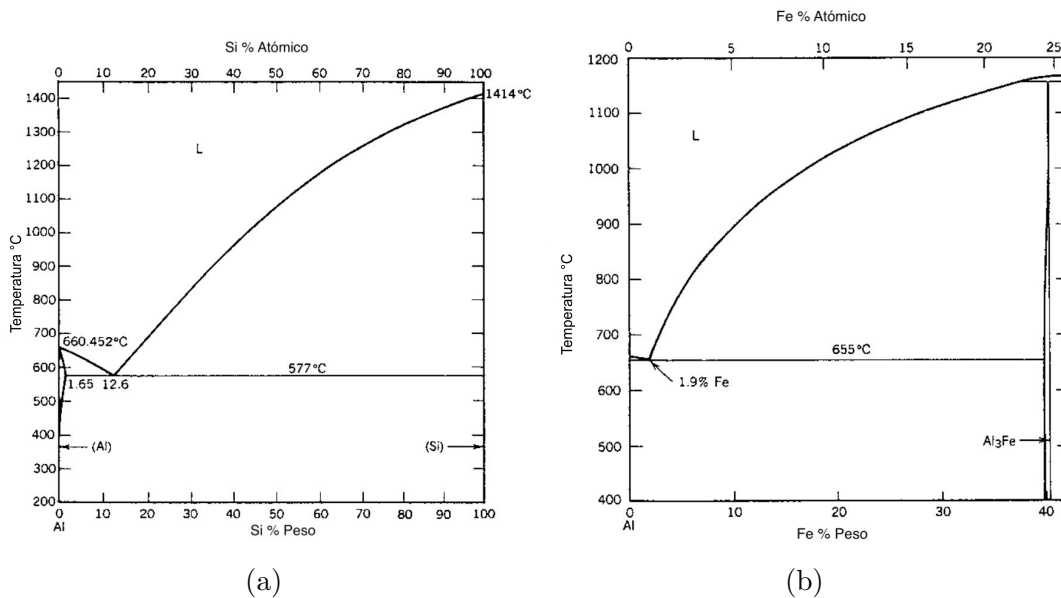 Si % Atómico
0 10 20 30 40 50 60 70 80 90 100
1400
1300
1200
1100
1000
900
800
700
600
500
400
300
200
Temperatura °C
L
1414 °C
660.452°C
577°C
1.65 12.6
(Al)
(Si)
0 10 20 30 40 50 60 70 80 90 100
Al
Si % Peso
(a)
Fe % Atómico
0 5 10 15 20 25
1200
1100
1000
900
800
700
600
500
400
Temperatura °C
L
655°C
1.9% Fe
Al₃Fe
0 10 20 30 40
Al
Fe % Peso
(b)